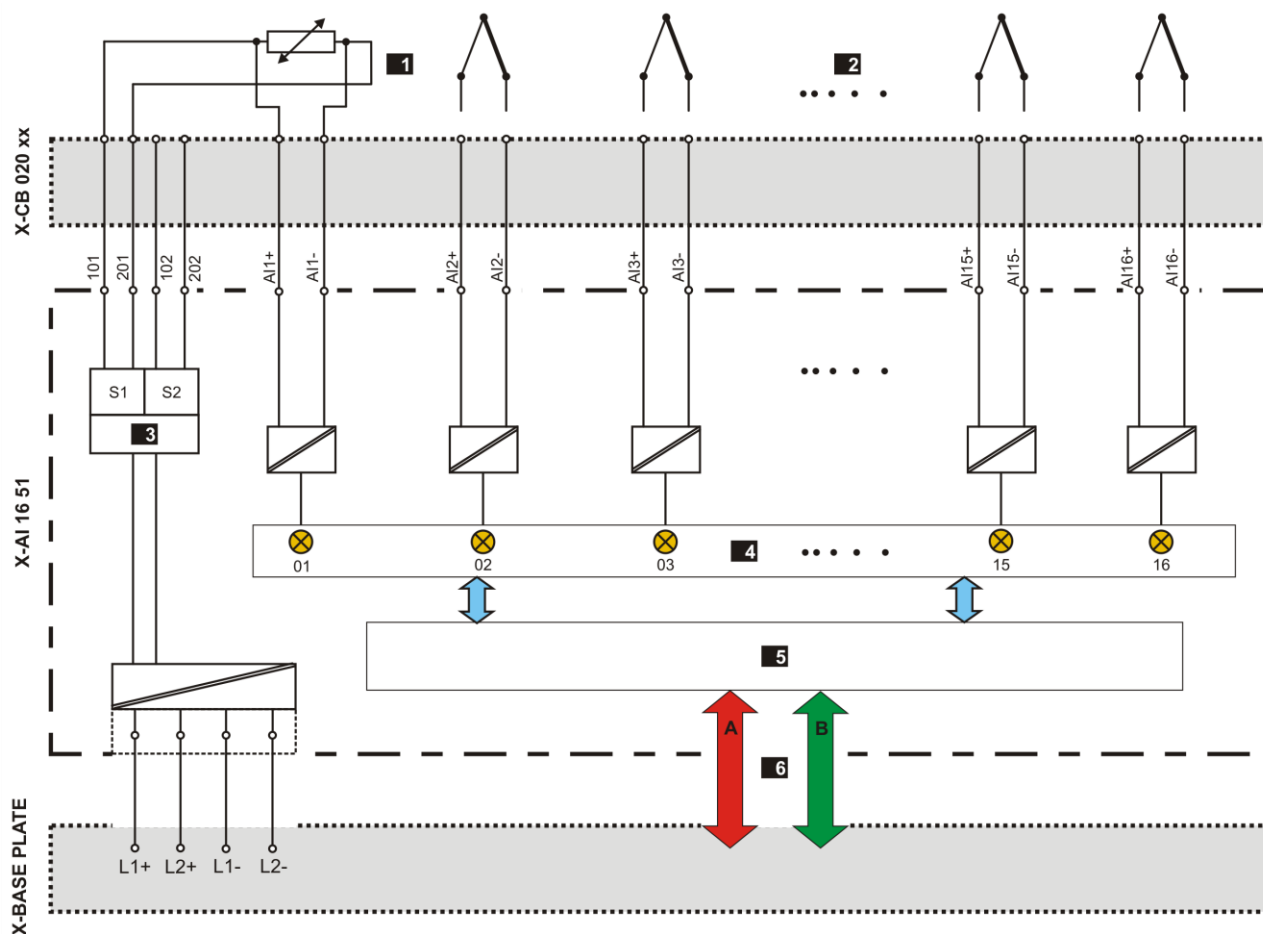 1
2
X-CB 020 xx
101
201
102
202
AI1+
AI1-
AI2+
AI2-
AI3+
AI3-
AI15+
AI15-
AI16+
AI16-
X-AI 16 51
S1 S2
3
4
01 02 03 15 16
5
A B
6
X-BASE PLATE
L1+ L2+ L1- L2-